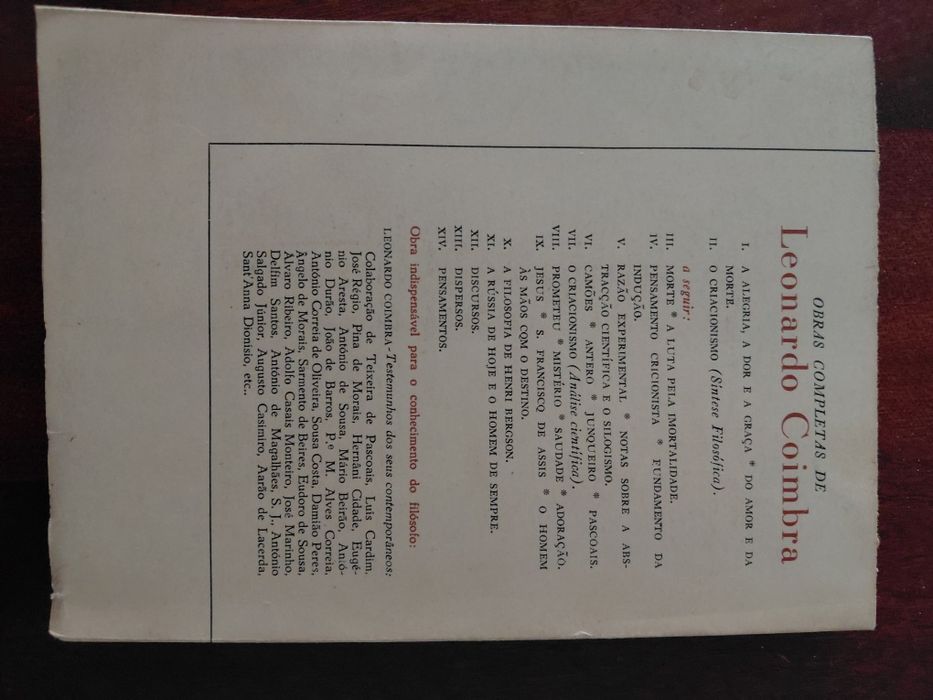 OBRAS COMPLETAS DE
Leonardo Coimbra
I. A ALEGRIA, A DOR E A GRAÇA * DO AMOR E DA
MORTE.
II. O CRIACIONISMO (Síntese Filosófica).
a seguir:
III. MORTE * A LUTA PELA IMORTALIDADE.
IV. PENSAMENTO CRICIONISTA * FUNDAMENTO DA
INDUÇÃO.
V. RAZÃO EXPERIMENTAL * NOTAS SOBRE A ABS-
TRACÇÃO CIENTÍFICA E O SILOGISMO.
VI. CAMÕES * ANTERO * JUNQUEIRO * PASCOAIS.
VII. O CRIACIONISMO (Análise científica).
VIII. PROMETEU * MISTÉRIO * SAUDADE * ADORAÇÃO.
IX. JESUS * S. FRANCISCO DE ASSIS * O HOMEM
ÀS MÃOS COM O DESTINO.
X. A FILOSOFIA DE HENRI BERGSON.
XI. A RÚSSIA DE HOJE E O HOMEM DE SEMPRE.
XII. DISCURSOS.
XIII. DISPERSOS.
XIV. PENSAMENTOS.
Obra indispensável para o conhecimento do filósofo:
LEONARDO COIMBRA - Testemunhos dos seus contemporâneos:
Colaboração de Teixeira de Pascoais, Luis Cardim,
José Régio, Pina de Morais, Hernâni Cidade, Eugé-
nio Aresta, António de Sousa, Mário Beirão, Antó-
nio Durão, João de Barros, P.e M. Alves Correia,
António Correia de Oliveira, Sousa Costa, Damião Peres,
Ângelo de Morais, Sarmento de Beires, Eudoro de Sousa,
Álvaro Ribeiro, Adolfo Casais Monteiro, José Marinho,
Delfim Santos, António de Magalhães, S. J., António
Salgado Júnior, Augusto Casimiro, Aarão de Lacerda,
Sant'Anna Dionísio, etc..